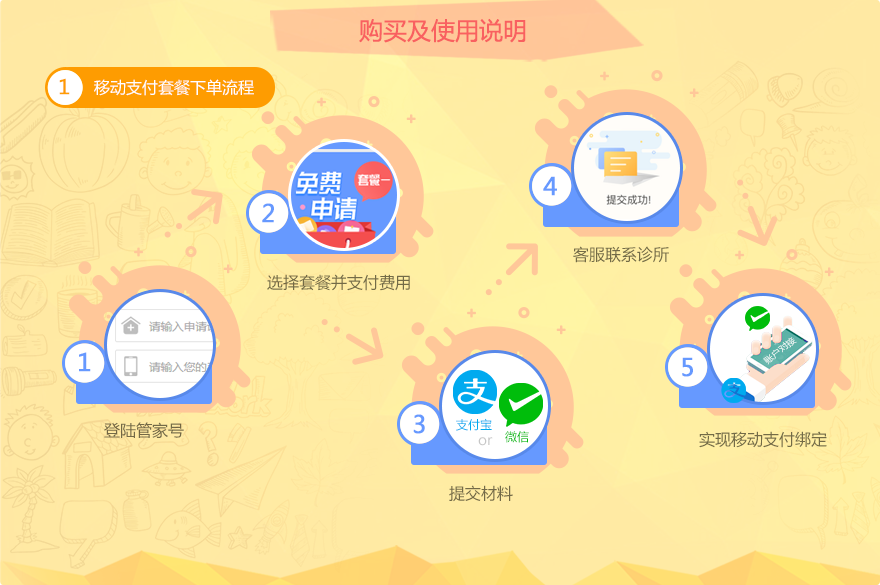 购买及使用说明
1 移动支付套餐下单流程
1
请输入申请
请输入您的
登陆管家号
2
免费
申请
套餐一
选择套餐并支付费用
3
支
支付宝
or
微信
提交材料
4
提交成功!
客服联系诊所
5
账户对接
支
实现移动支付绑定